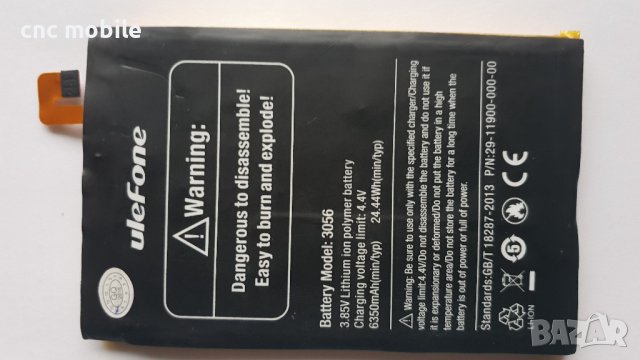 cnc mobile
ulefone
Warning:
Dangerous to disassemble!
Easy to burn and explode!
Battery Model: 3056
3.85V Lithium ion polymer battery
Charging voltage limit: 4.4V
6350mAh(min/typ) 24.44Wh(min/typ)
Warning: Be sure to use only with the specified charger/Charging
voltage limit:4.4V/Do not disassemble the battery and do not use it if
it is expansionary or deformed/Do not put the battery in a high
temperature area/Do not store the battery for a long time when the
battery is out of power or full of power.
Standards:GB/T 18287-2013 P/N:29-11900-000-00
5
CE
LI-ION
BAZAR